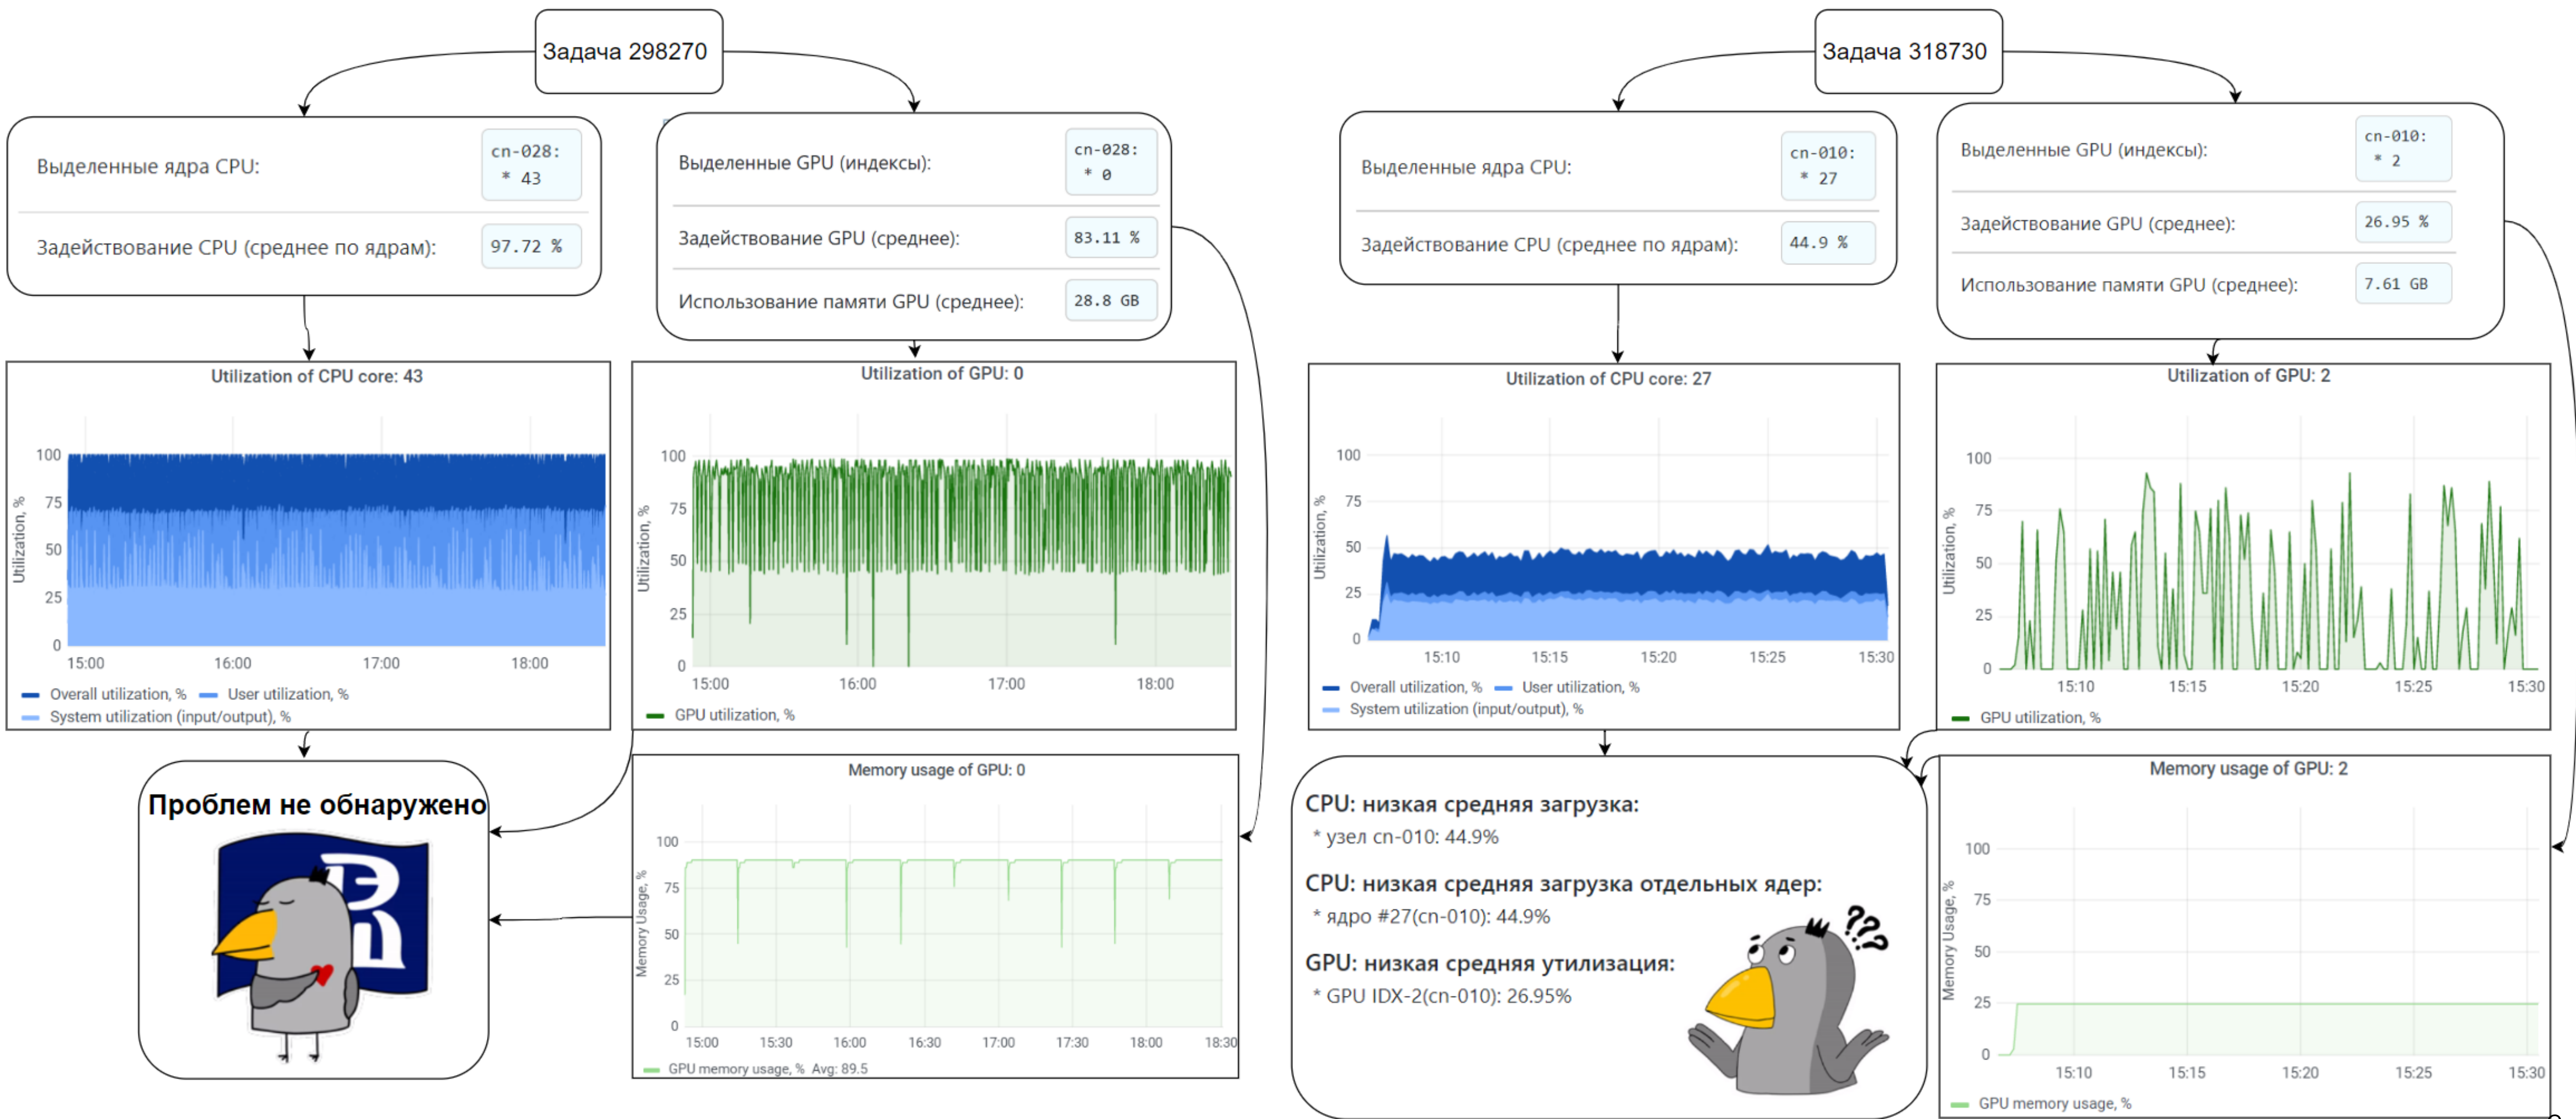 Задача 298270
Выделенные ядра CPU:
cn-028:
* 43
Задействование CPU (среднее по ядрам):
97.72 %
Выделенные GPU (индексы):
cn-028:
* 0
Задействование GPU (среднее):
83.11 %
Использование памяти GPU (среднее):
28.8 GB
Utilization of CPU core: 43
Utilization, %
100
75
50
25
0
15:00
16:00
17:00
18:00
Overall utilization, %
User utilization, %
System utilization (input/output), %
Utilization of GPU: 0
Utilization, %
100
75
50
25
0
15:00
16:00
17:00
18:00
GPU utilization, %
Проблем не обнаружено
Memory usage of GPU: 0
Memory Usage, %
100
75
50
25
0
15:00
15:30
16:00
16:30
17:00
17:30
18:00
18:30
GPU memory usage, % Avg: 89.5
Задача 318730
Выделенные ядра CPU:
cn-010:
* 27
Задействование CPU (среднее по ядрам):
44.9 %
Выделенные GPU (индексы):
cn-010:
* 2
Задействование GPU (среднее):
26.95 %
Использование памяти GPU (среднее):
7.61 GB
Utilization of CPU core: 27
Utilization, %
100
75
50
25
0
15:10
15:15
15:20
15:25
15:30
Overall utilization, %
User utilization, %
System utilization (input/output), %
Utilization of GPU: 2
Utilization, %
100
75
50
25
0
15:10
15:15
15:20
15:25
15:30
GPU utilization, %
CPU: низкая средняя загрузка:
* узел cn-010: 44.9%
CPU: низкая средняя загрузка отдельных ядер:
* ядро #27(cn-010): 44.9%
GPU: низкая средняя утилизация:
* GPU IDX-2(cn-010): 26.95%
???
Memory usage of GPU: 2
Memory Usage, %
100
75
50
25
0
15:10
15:15
15:20
15:25
15:30
GPU memory usage, %